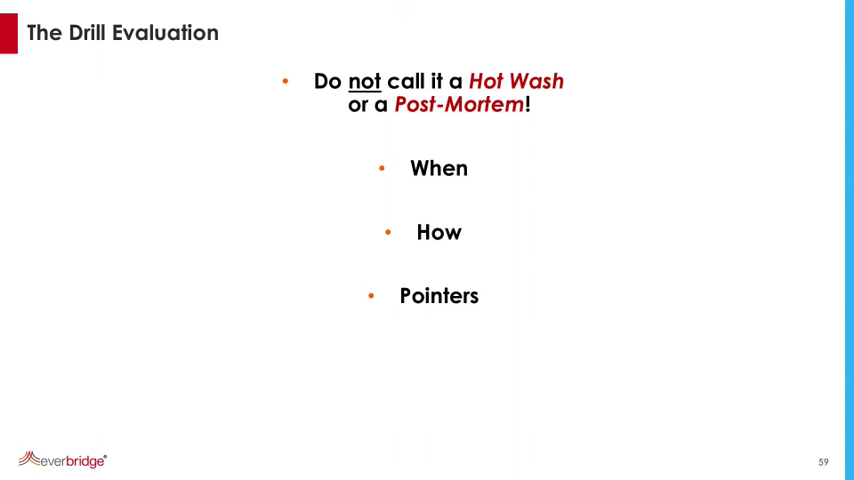 The Drill Evaluation
• Do not call it a Hot Wash
or a Post-Mortem!
• When
• How
• Pointers
everbridge®
59